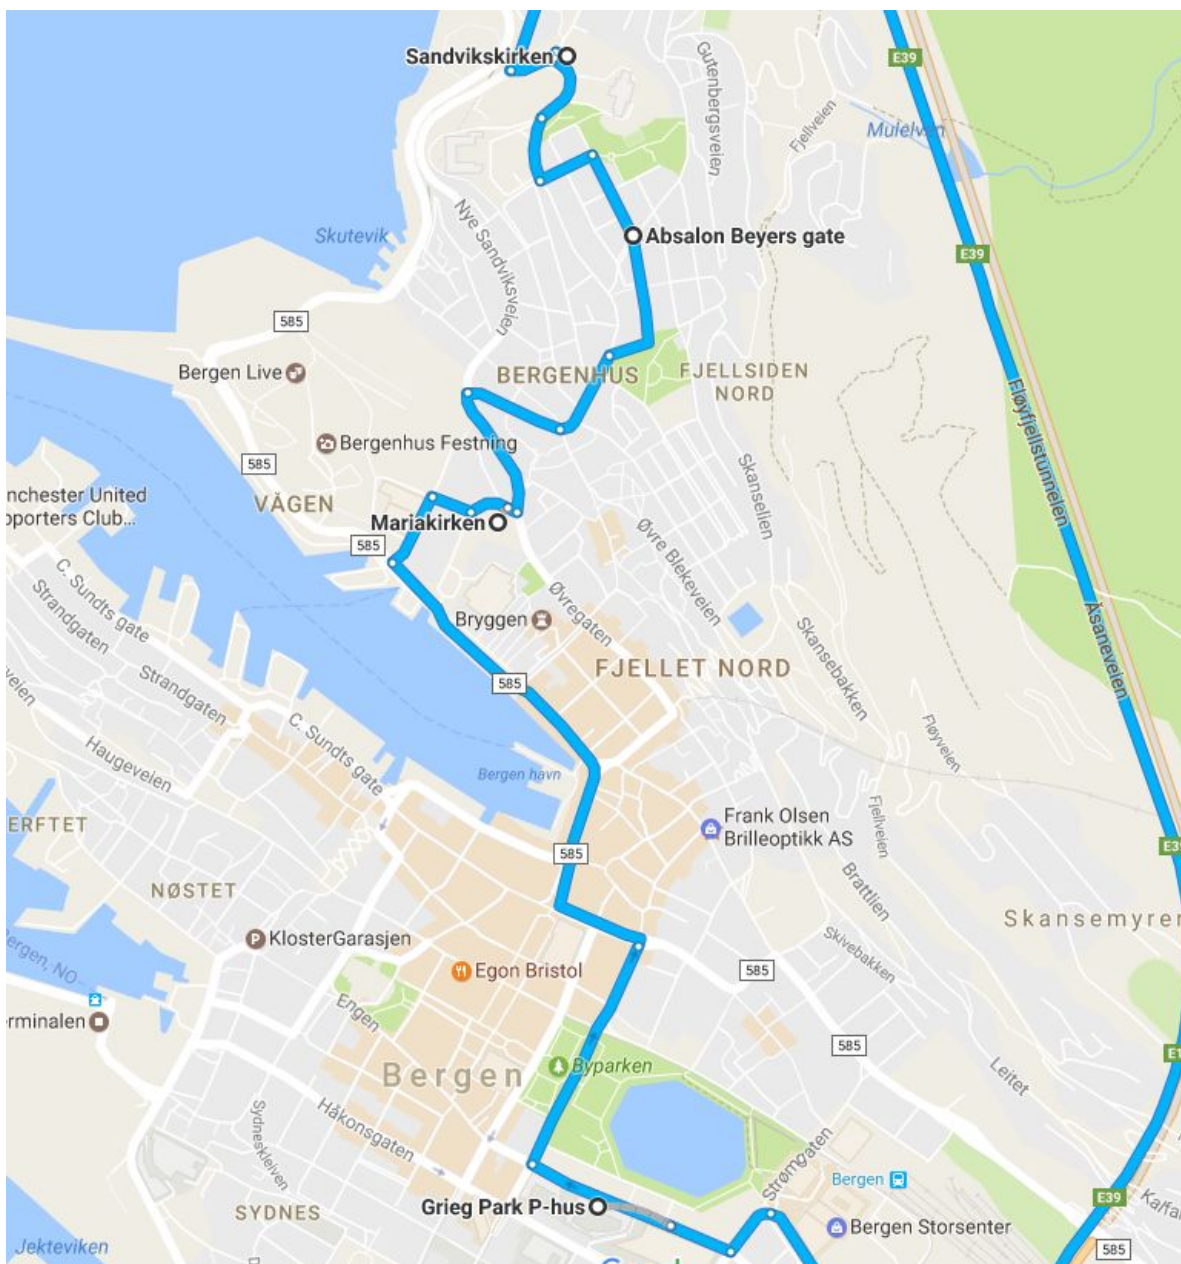 Sandvikskirken
E39
Gutenbergsveien
Fjellveien
Mulelven
Nye Sandviksveien
Skutevik
Absalon Beyers gate
E39
585
Bergen Live
BERGENHUS
FJELLSIDEN
NORD
Fløyfjellstunnelen
Bergenhus Festning
585
Skansellen
nchester United
pporters Club...
VÅGEN
Mariakirken
585
Øvre Blekeveien
C. Sundts gate
Strandgaten
Øvregaten
Bryggen
Åsaneveien
Skansebakken
FJELLET NORD
585
Strandgaten
C. Sundts gate
Haugeveien
Fløyveien
Bergen havn
Fjellveien
Frank Olsen
Brilleoptikk AS
ERFTET
585
E39
NØSTET
Brattlien
Skansemyren
KlosterGarasjen
Skivebakken
Bergen, NO...
Egon Bristol
585
Engen
erminalen
585
Leitet
Byparken
Bergen
Håkonsgaten
Sydneskleiven
Strømgaten
Bergen
E39
Grieg Park P-hus
SYDNES
Bergen Storsenter
585
Jekteviken